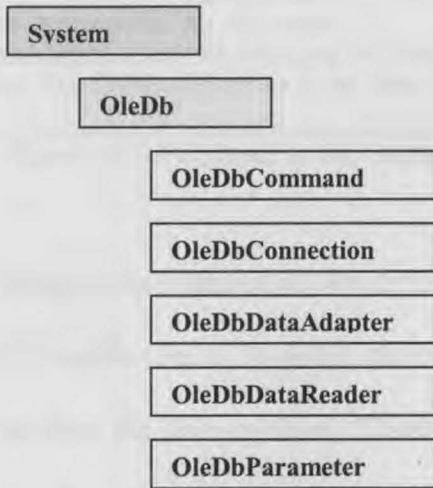 System
OleDb
OleDbCommand
OleDbConnection
OleDbDataAdapter
OleDbDataReader
OleDbParameter